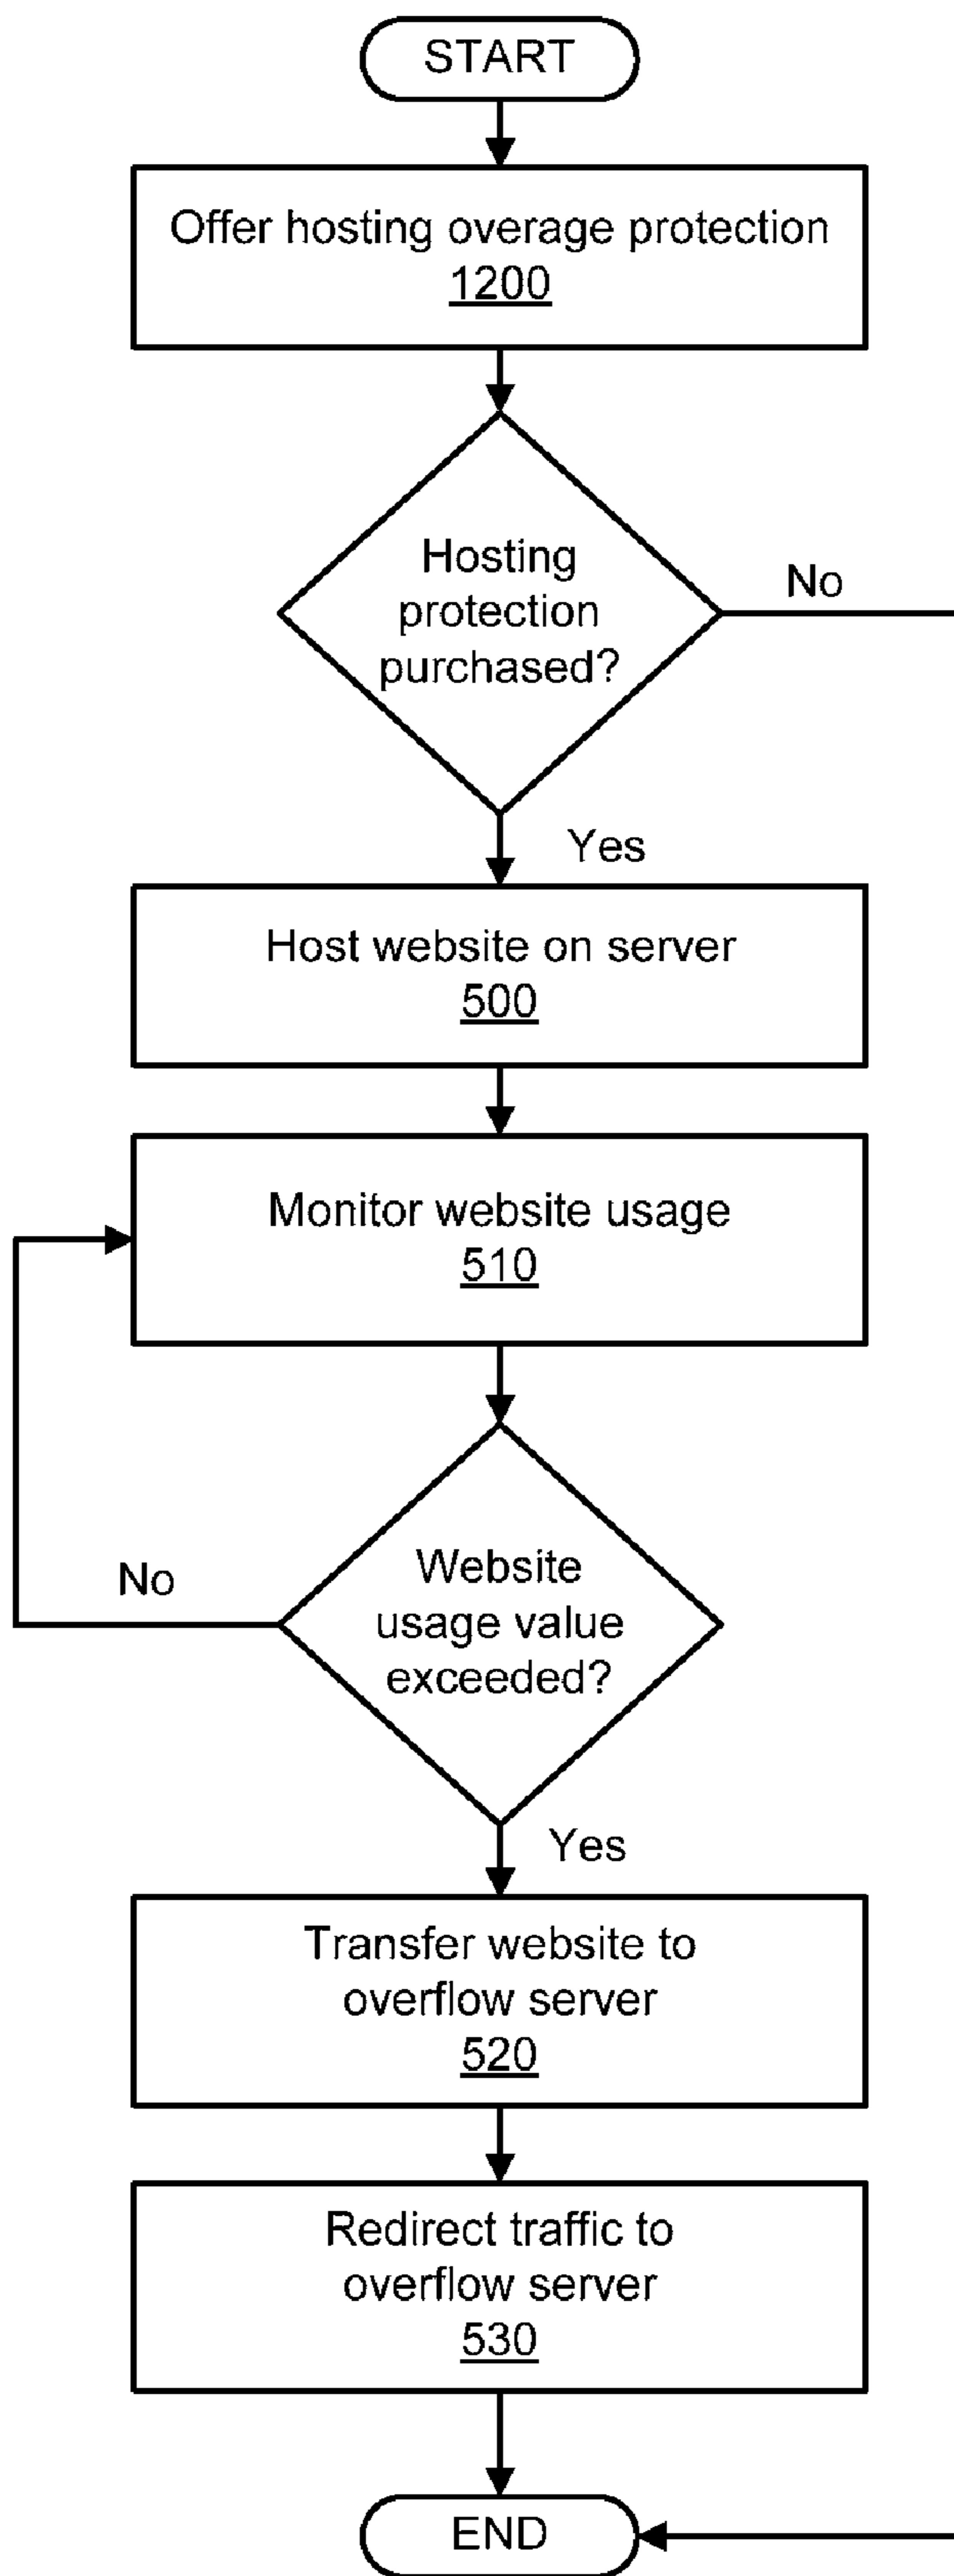 START
Offer hosting overage protection
1200
Hosting
protection
purchased?
No
Yes
Host website on server
500
Monitor website usage
510
Website
usage value
exceeded?
No
Yes
Transfer website to
overflow server
520
Redirect traffic to
overflow server
530
END